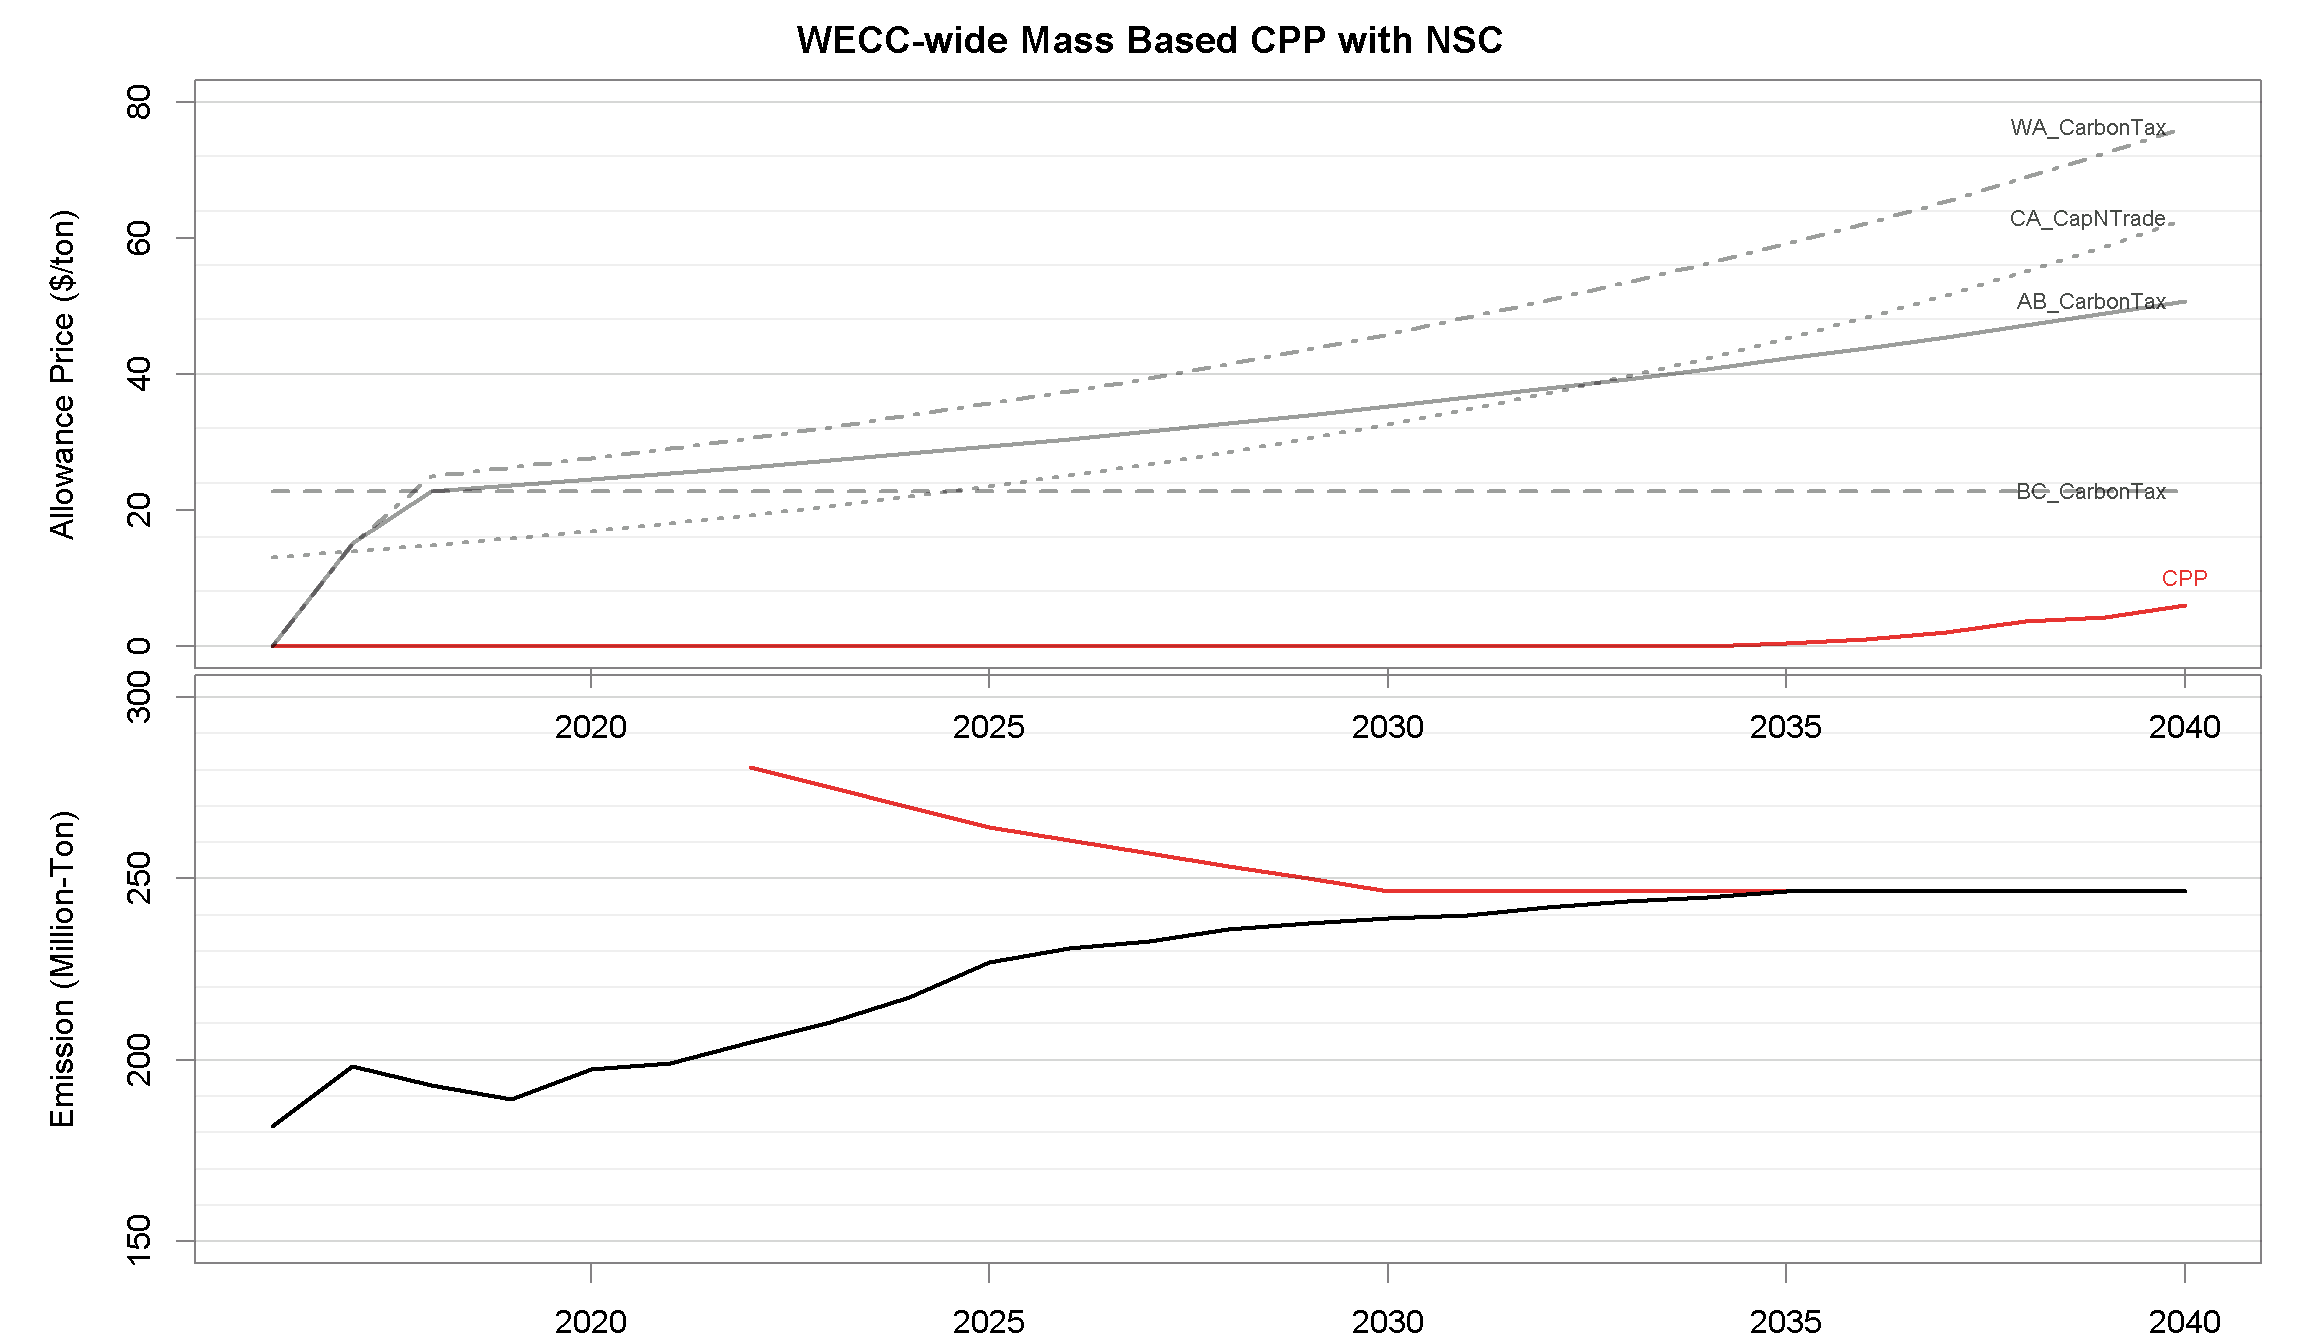 WECC-wide Mass Based CPP with NSC
Allowance Price ($/ton)
80
60
40
20
0
WA_CarbonTax
CA_CapNTrade
AB_CarbonTax
BC_CarbonTax
CPP
2020 2025 2030 2035 2040
Emission (Million-Ton)
300
250
200
150
2020 2025 2030 2035 2040